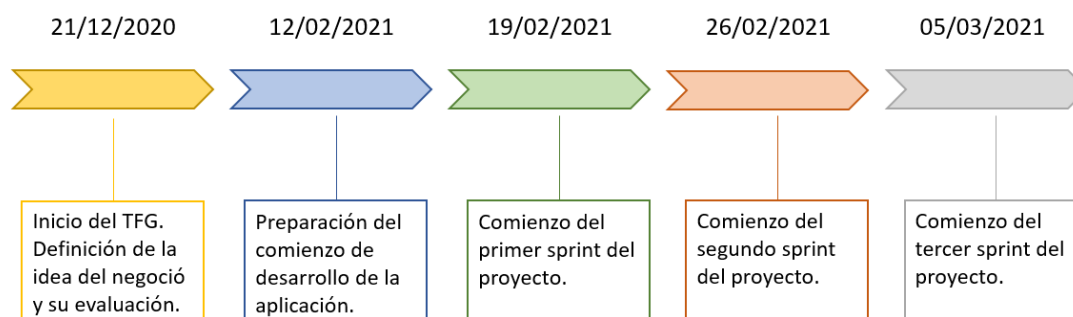 21/12/2020
12/02/2021
19/02/2021
26/02/2021
05/03/2021
Inicio del TFG.
Definición de la
idea del negoció
y su evaluación.
Preparación del
comienzo de
desarrollo de la
aplicación.
Comienzo del
primer sprint del
proyecto.
Comienzo del
segundo sprint
del proyecto.
Comienzo del
tercer sprint del
proyecto.